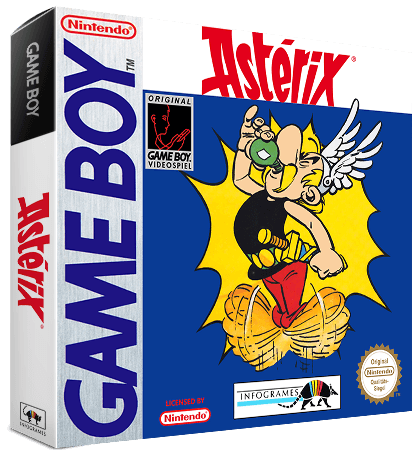 GAME BOY
Astérix®
INFOGRAMES
Nintendo®
GAME BOY™
Astérix®
ORIGINAL
GAME BOY
VIDEOSPIEL
LICENSED BY
Nintendo
INFOGRAMES
Original
Nintendo
Qualitäts-
Siegel